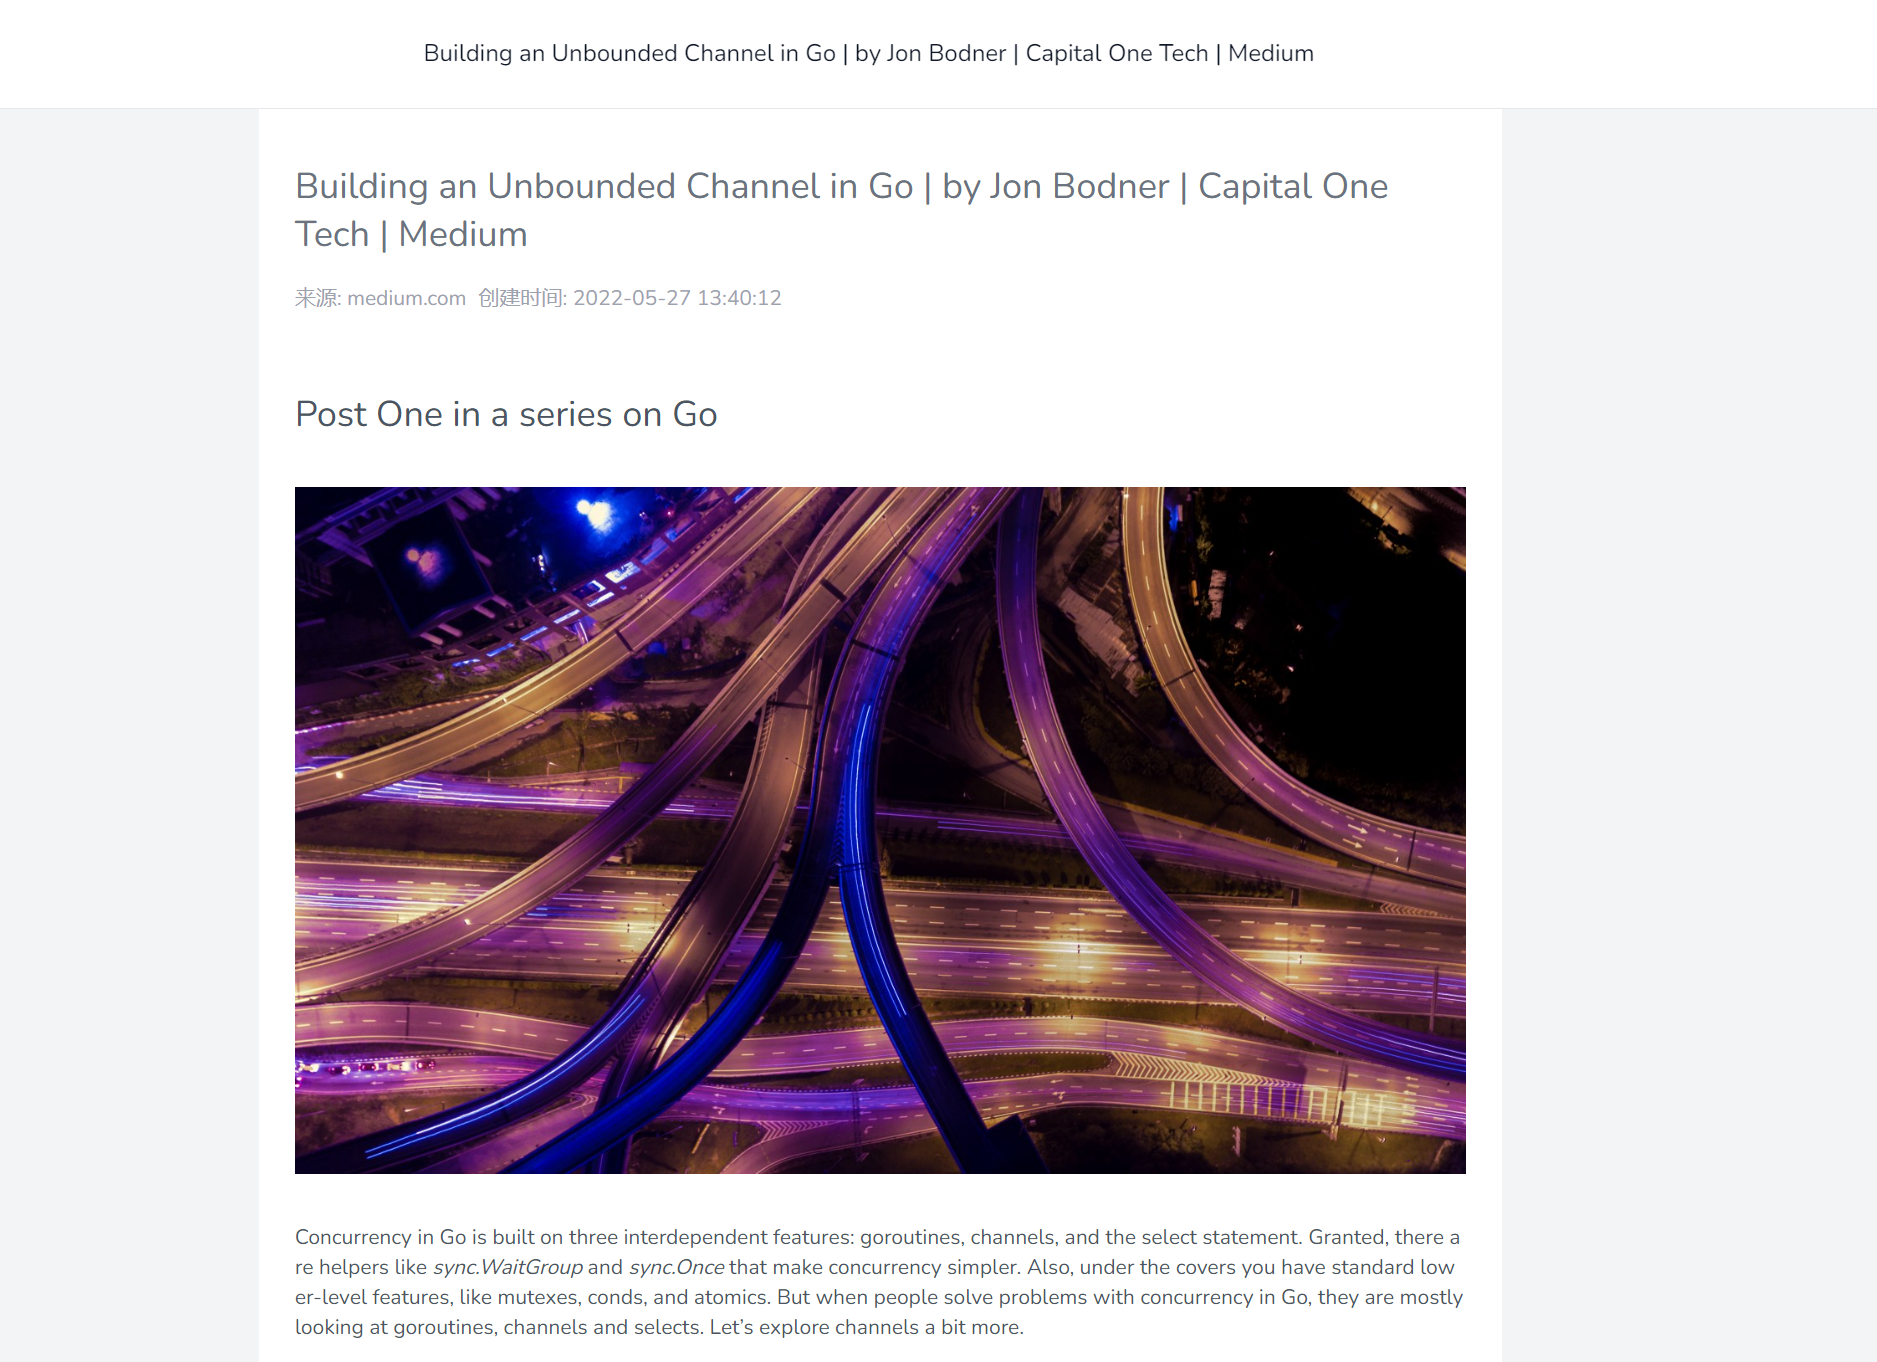 Building an Unbounded Channel in Go | by Jon Bodner | Capital One Tech | Medium
Building an Unbounded Channel in Go | by Jon Bodner | Capital One
Tech | Medium
来源: medium.com 创建时间: 2022-05-27 13:40:12
Post One in a series on Go
Concurrency in Go is built on three interdependent features: goroutines, channels, and the select statement. Granted, there a
re helpers like sync.WaitGroup and sync.Once that make concurrency simpler. Also, under the covers you have standard low
er-level features, like mutexes, conds, and atomics. But when people solve problems with concurrency in Go, they are mostly
looking at goroutines, channels and selects. Let’s explore channels a bit more.